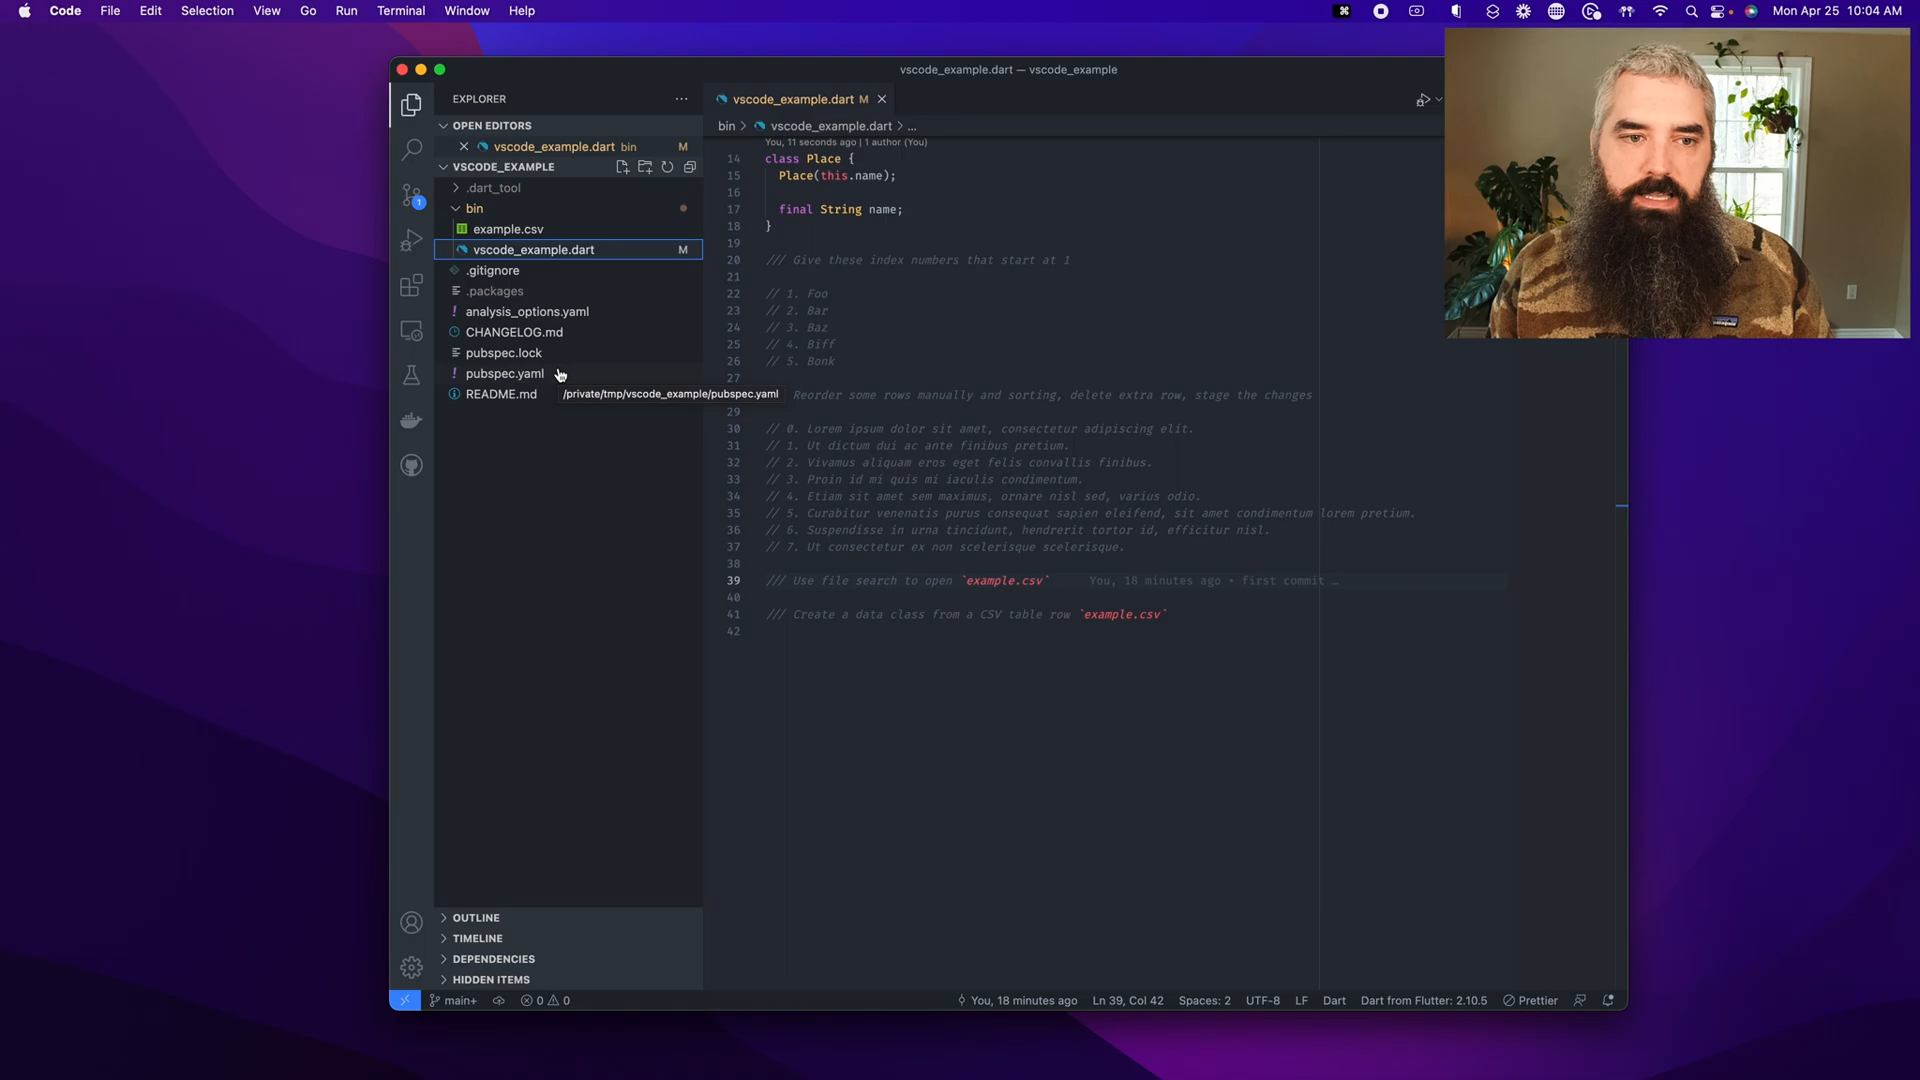 Code File Edit Selection View Go Run Terminal Window Help
Mon Apr 25 10:04 AM
vscode_example.dart — vscode_example
EXPLORER
OPEN EDITORS
vscode_example.dart bin M
VSCODE_EXAMPLE
.dart_tool
bin
example.csv
vscode_example.dart M
.gitignore
.packages
analysis_options.yaml
CHANGELOG.md
pubspec.lock
pubspec.yaml
README.md
/private/tmp/vscode_example/pubspec.yaml
OUTLINE
TIMELINE
DEPENDENCIES
HIDDEN ITEMS
1
vscode_example.dart M
bin > vscode_example.dart > ...
You, 11 seconds ago | 1 author (You)
14 class Place {
15 Place(this.name);
16
17 final String name;
18 }
19
20 /// Give these index numbers that start at 1
21
22 // 1. Foo
23 // 2. Bar
24 // 3. Baz
25 // 4. Biff
26 // 5. Bonk
27
Reorder some rows manually and sorting, delete extra row, stage the changes
29
30 // 0. Lorem ipsum dolor sit amet, consectetur adipiscing elit.
31 // 1. Ut dictum dui ac ante finibus pretium.
32 // 2. Vivamus aliquam eros eget felis convallis finibus.
33 // 3. Proin id mi quis mi iaculis condimentum.
34 // 4. Etiam sit amet sem maximus, ornare nisl sed, varius odio.
35 // 5. Curabitur venenatis purus consequat sapien eleifend, sit amet condimentum lorem pretium.
36 // 6. Suspendisse in urna tincidunt, hendrerit tortor id, efficitur nisl.
37 // 7. Ut consectetur ex non scelerisque scelerisque.
38
39 /// Use file search to open `example.csv` You, 18 minutes ago • first commit …
40
41 /// Create a data class from a CSV table row `example.csv`
42
main+ 0 0 You, 18 minutes ago Ln 39, Col 42 Spaces: 2 UTF-8 LF Dart Dart from Flutter: 2.10.5 Prettier